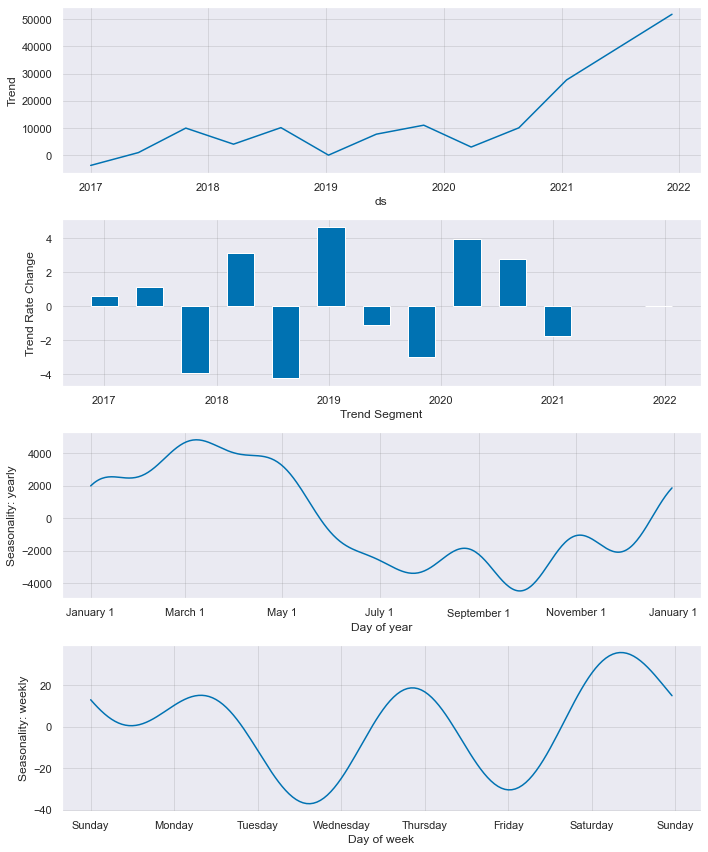 50000
40000
30000
20000
10000
0
Trend
2017 2018 2019 2020 2021 2022
ds
4
2
0
−2
−4
Trend Rate Change
2017 2018 2019 2020 2021 2022
Trend Segment
4000
2000
0
−2000
−4000
Seasonality: yearly
January 1 March 1 May 1 July 1 September 1 November 1 January 1
Day of year
20
0
−20
−40
Seasonality: weekly
Sunday Monday Tuesday Wednesday Thursday Friday Saturday Sunday
Day of week